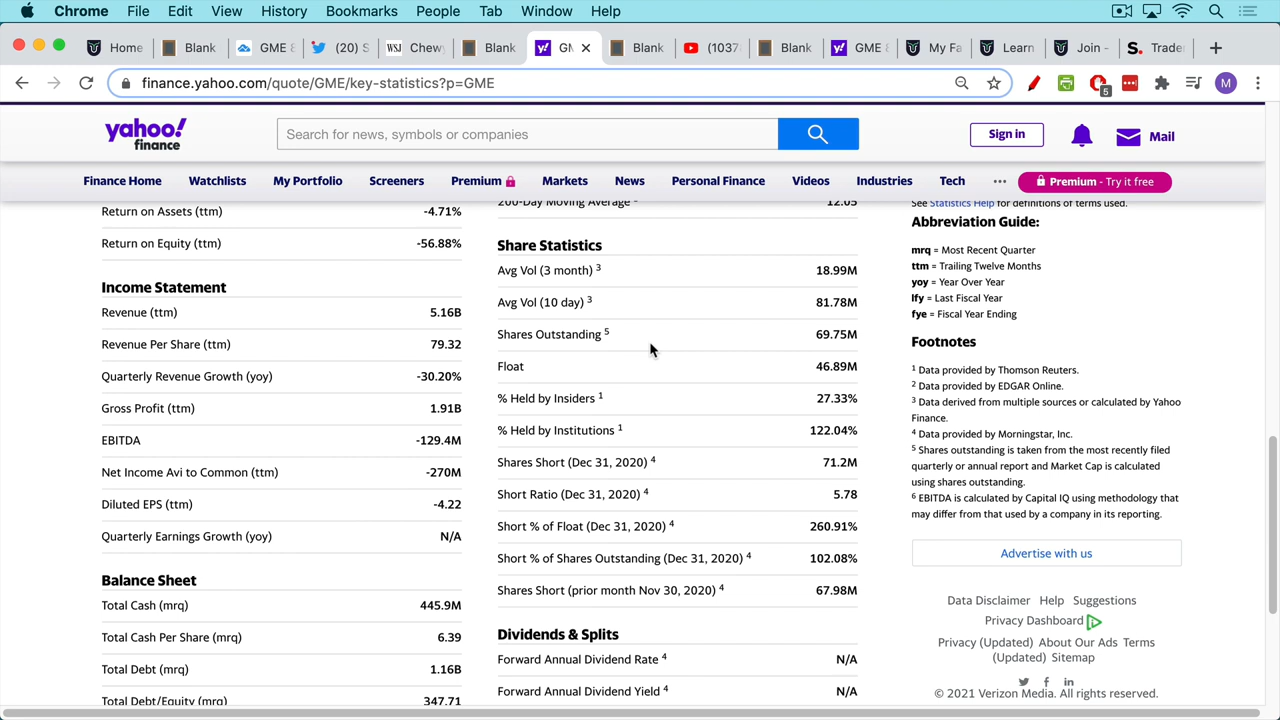 Chrome File Edit View History Bookmarks People Tab Window Help
Home Blank GME & (20) S WSJ Chewy Blank GM Blank (1037 Blank GME & My Fa Learn Join - S. Trade
finance.yahoo.com/quote/GME/key-statistics?p=GME
5
M
yahoo!
finance
Search for news, symbols or companies
Sign in
Mail
Finance Home Watchlists My Portfolio Screeners Premium Markets News Personal Finance Videos Industries Tech ... Premium - Try it free
Return on Assets (ttm) -4.71%
Return on Equity (ttm) -56.88%
Income Statement
Revenue (ttm) 5.16B
Revenue Per Share (ttm) 79.32
Quarterly Revenue Growth (yoy) -30.20%
Gross Profit (ttm) 1.91B
EBITDA -129.4M
Net Income Avi to Common (ttm) -270M
Diluted EPS (ttm) -4.22
Quarterly Earnings Growth (yoy) N/A
Balance Sheet
Total Cash (mrq) 445.9M
Total Cash Per Share (mrq) 6.39
Total Debt (mrq) 1.16B
Total Debt/Equity (mrq) 347.71
200-Day Moving Average 12.05
Share Statistics
Avg Vol (3 month) 3 18.99M
Avg Vol (10 day) 3 81.78M
Shares Outstanding 5 69.75M
Float 46.89M
% Held by Insiders 1 27.33%
% Held by Institutions 1 122.04%
Shares Short (Dec 31, 2020) 4 71.2M
Short Ratio (Dec 31, 2020) 4 5.78
Short % of Float (Dec 31, 2020) 4 260.91%
Short % of Shares Outstanding (Dec 31, 2020) 4 102.08%
Shares Short (prior month Nov 30, 2020) 4 67.98M
Dividends & Splits
Forward Annual Dividend Rate 4 N/A
Forward Annual Dividend Yield 4 N/A
See Statistics Help for definitions of terms used.
Abbreviation Guide:
mrq = Most Recent Quarter
ttm = Trailing Twelve Months
yoy = Year Over Year
lfy = Last Fiscal Year
fye = Fiscal Year Ending
Footnotes
1 Data provided by Thomson Reuters.
2 Data provided by EDGAR Online.
3 Data derived from multiple sources or calculated by Yahoo
Finance.
4 Data provided by Morningstar, Inc.
5 Shares outstanding is taken from the most recently filed
quarterly or annual report and Market Cap is calculated
using shares outstanding.
6 EBITDA is calculated by Capital IQ using methodology that
may differ from that used by a company in its reporting.
Advertise with us
Data Disclaimer Help Suggestions
Privacy Dashboard
Privacy (Updated) About Our Ads Terms
(Updated) Sitemap
© 2021 Verizon Media. All rights reserved.